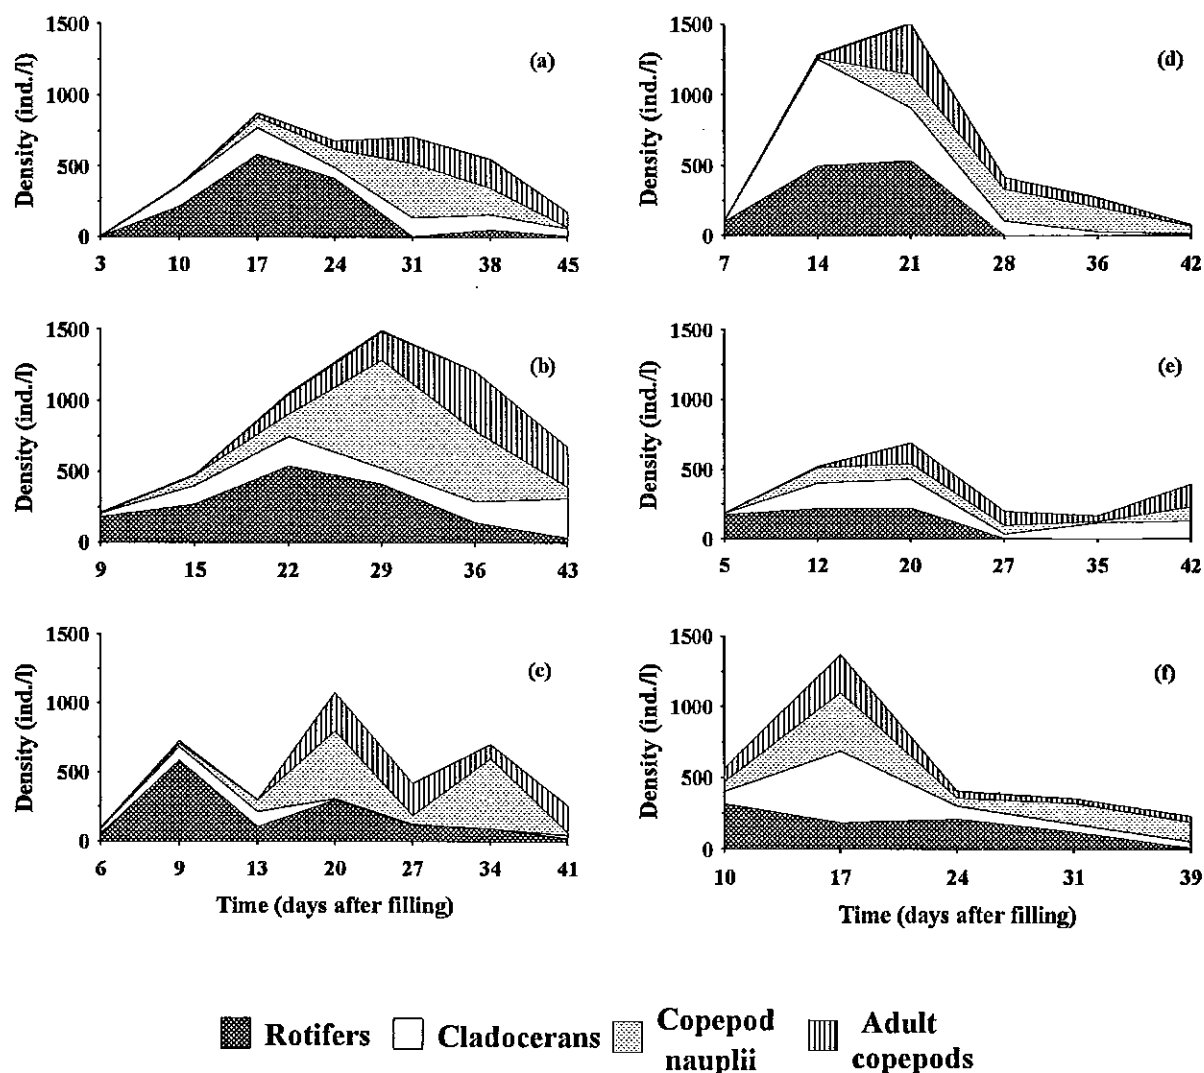 1500
1000
500
0
Density (ind./l)
(a)
3 10 17 24 31 38 45
1500
1000
500
0
Density (ind./l)
(d)
7 14 21 28 36 42
1500
1000
500
0
Density (ind./l)
(b)
9 15 22 29 36 43
1500
1000
500
0
Density (ind./l)
(e)
5 12 20 27 35 42
1500
1000
500
0
Density (ind./l)
(c)
6 9 13 20 27 34 41
Time (days after filling)
1500
1000
500
0
Density (ind./l)
(f)
10 17 24 31 39
Time (days after filling)
Rotifers
Cladocerans
Copepod
nauplii
Adult
copepods